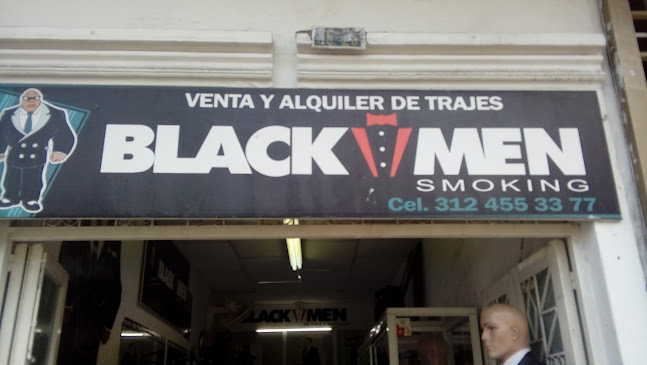 VENTA Y ALQUILER DE TRAJES
BLACK MEN
SMOKING
Cel. 312 455 33 77
BLACK MEN